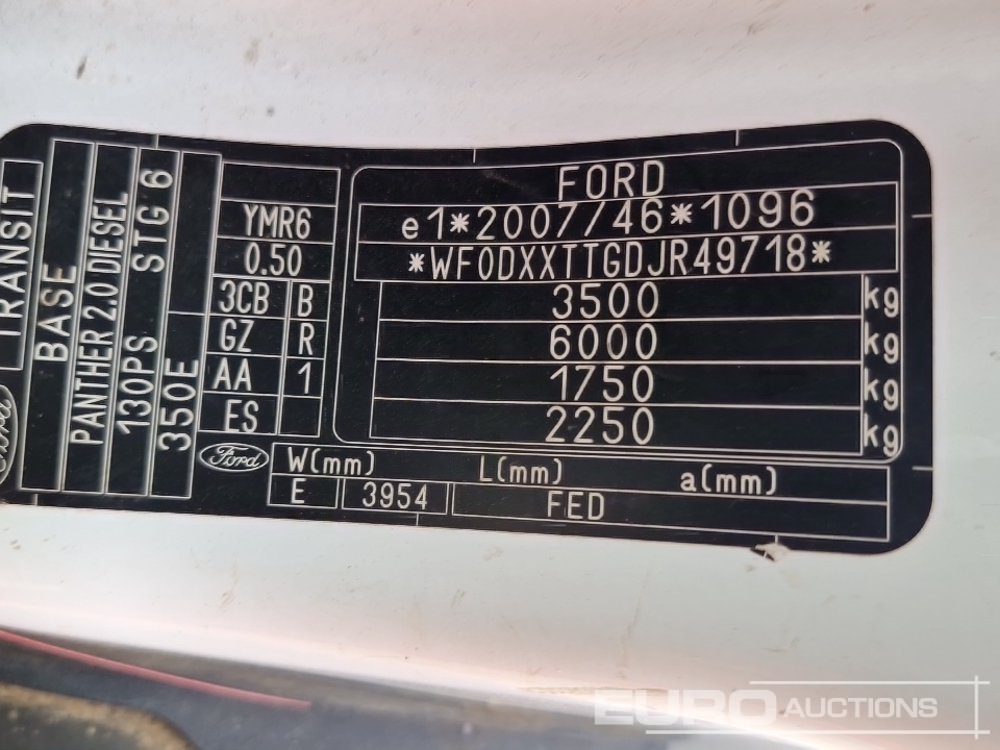 FORD
e1*2007/46*1096
*WF0DXXTTGDJR49718*
3500 kg
6000 kg
1750 kg
2250 kg
YMR6
0.50
3CB B
GZ R
AA 1
ES
Ford
W(mm) L(mm) a(mm)
E 3954 FED
TRANSIT
BASE
PANTHER 2.0 DIESEL
130PS STG 6
350E
Ford
EURO AUCTIONS